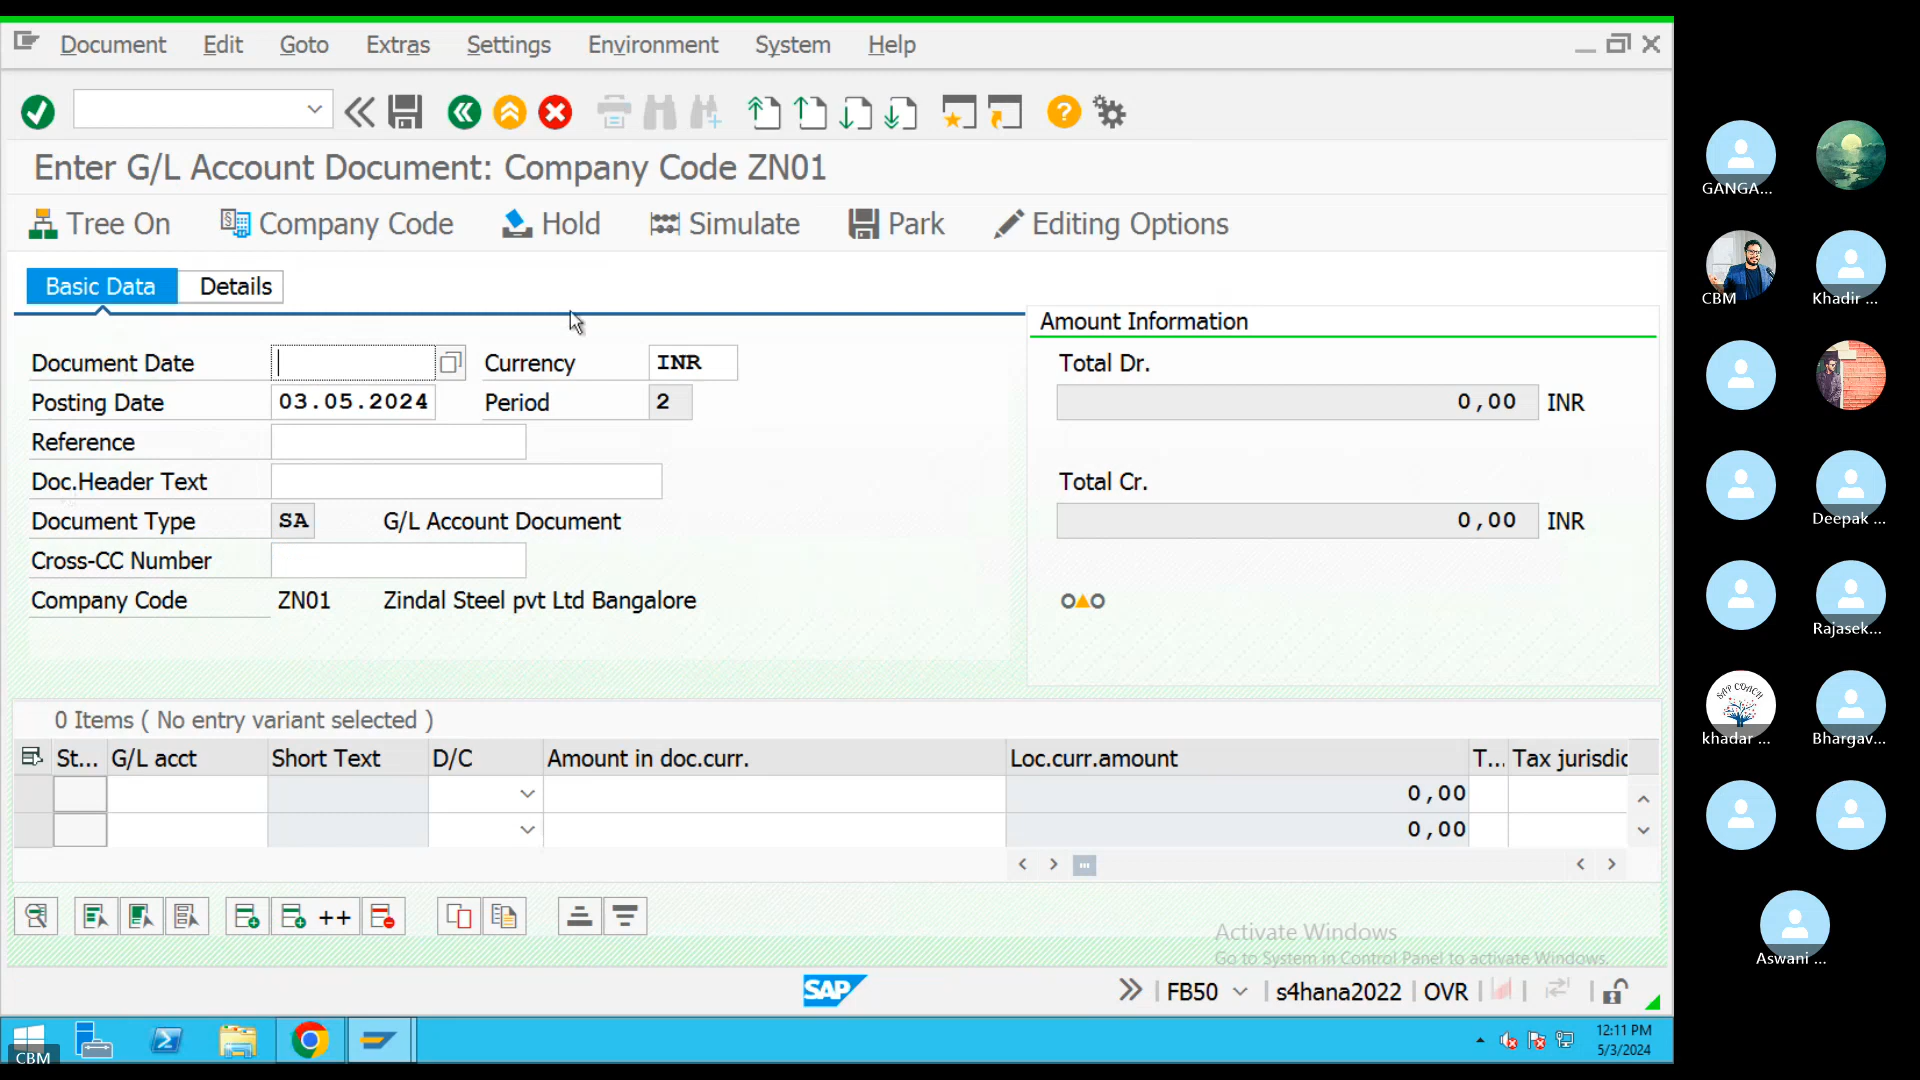 Document Edit Goto Extras Settings Environment System Help
Enter G/L Account Document: Company Code ZN01
Tree On Company Code Hold Simulate Park Editing Options
Basic Data Details
Amount Information
Document Date Currency INR
Total Dr.
Posting Date 03.05.2024 Period 2
0,00 INR
Reference
Doc.Header Text
Total Cr.
Document Type SA G/L Account Document
0,00 INR
Cross-CC Number
Company Code ZN01 Zindal Steel pvt Ltd Bangalore
0 Items ( No entry variant selected )
St... G/L acct Short Text D/C Amount in doc.curr. Loc.curr.amount T... Tax jurisdic
0,00
0,00
++
Activate Windows
Go to System in Control Panel to activate Windows.
SAP
FB50 s4hana2022 OVR
12:11 PM
5/3/2024
CBM
GANGA...
CBM
Khadir ...
Deepak ...
Rajasek...
SAP COACH
khadar ...
Bhargav...
Aswani ...